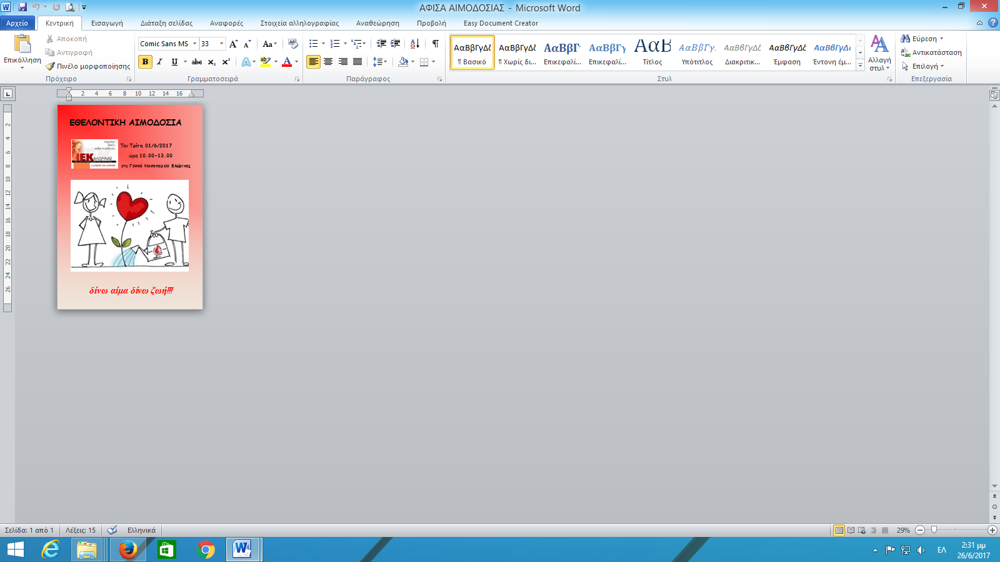 ΑΦΙΣΑ ΑΙΜΟΔΟΣΙΑΣ - Microsoft Word
Αρχείο Κεντρική Εισαγωγή Διάταξη σελίδας Αναφορές Στοιχεία αλληλογραφίας Αναθεώρηση Προβολή Easy Document Creator
Επικόλληση
Αποκοπή
Αντιγραφή
Πινέλο μορφοποίησης
Πρόχειρο
Comic Sans MS 33
Γραμματοσειρά
Παράγραφος
ΑαΒβΓγΔδ ΑαΒβΓγΔδ ΑαΒβΓ ΑαΒβΓγ ΑαΒ ΑαΒβΓγ. ΑαΒβΓγΔδ ΑαΒβΓγΔδ ΑαΒβΓγΔδ
¶ Βασικό ¶ Χωρίς δι... Επικεφαλί... Επικεφαλί... Τίτλος Υπότιτλος Διακριτικ... Έμφαση Έντονη έμ...
Αλλαγή στυλ
Στυλ
Εύρεση
Αντικατάσταση
Επιλογή
Επεξεργασία
2 4 6 8 10 12 14 16
2 4 6 8 10 12 14 16 18 20 22 24 26
ΕΘΕΛΟΝΤΙΚΗ ΑΙΜΟΔΟΣΙΑ
ΙΕΚ
ΦΛΩΡΙΝΑΣ
Την Τρίτη 01/6/2017
ώρα 10.00-13.00
στο Γενικό Νοσοκομείο Φλώρινας
δίνω αίμα δίνω ζωή!!!
Σελίδα: 1 από 1 Λέξεις: 15 Ελληνικά 29%
ΕΛ
2:31 μμ
26/6/2017